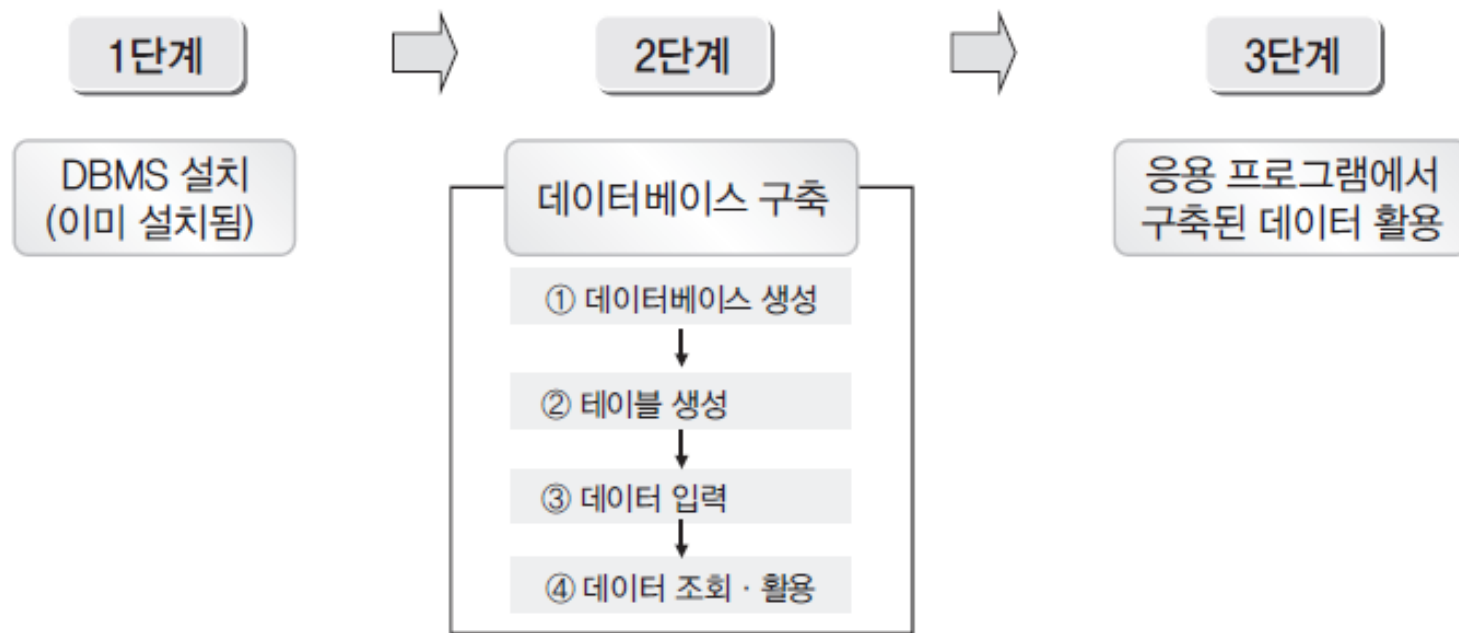 1단계
2단계
3단계
DBMS 설치
(이미 설치됨)
데이터베이스 구축
① 데이터베이스 생성
② 테이블 생성
③ 데이터 입력
④ 데이터 조회 · 활용
응용 프로그램에서
구축된 데이터 활용